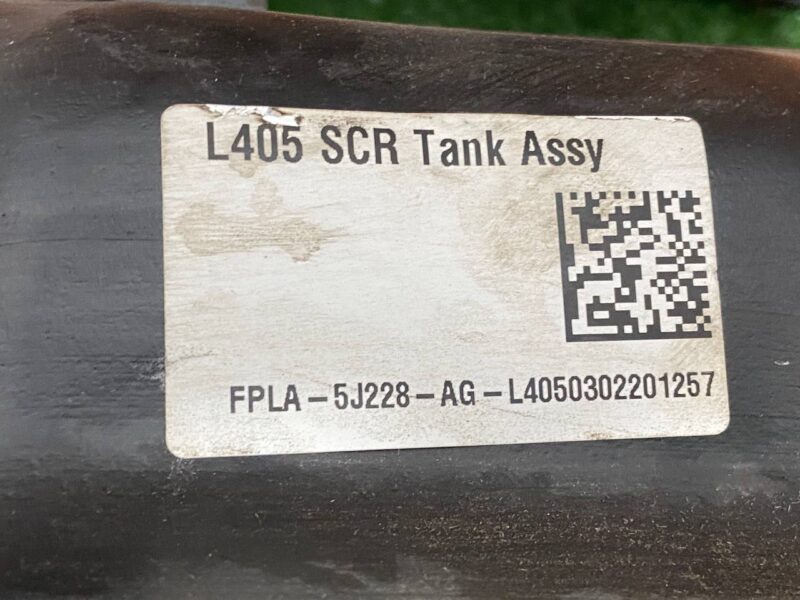 L405 SCR Tank Assy
FPLA-5J228-AG-L4050302201257